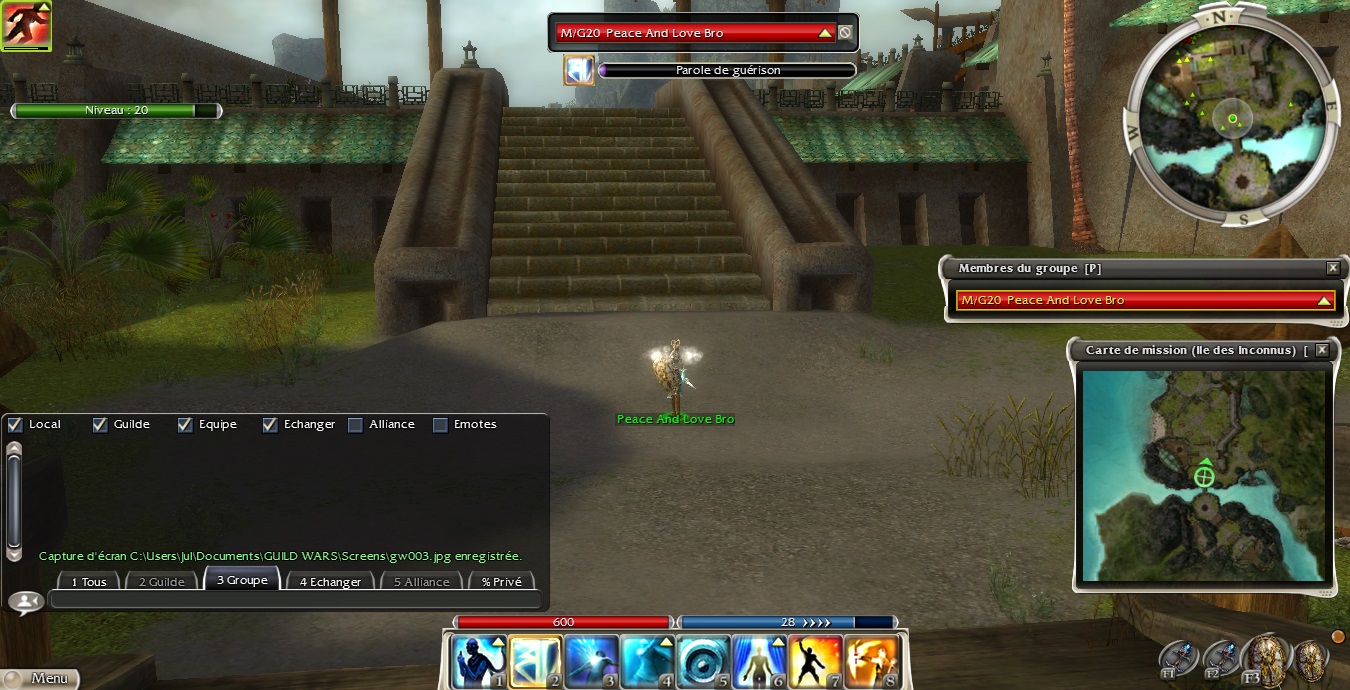 M/G20 Peace And Love Bro
Parole de guérison
Niveau : 20
N
E
W
S
Membres du groupe [P]
M/G20 Peace And Love Bro
Carte de mission (Ile des Inconnus) [
Peace And Love Bro
Local Guilde Equipe Echanger Alliance Emotes
Capture d'écran C:\Users\Jul\Documents\GUILD WARS\Screens\gw003.jpg enregistrée.
1 Tous 2 Guilde 3 Groupe 4 Echanger 5 Alliance % Privé
600 28
1 2 3 4 5 6 7 8
F1 F2 F3
Menu